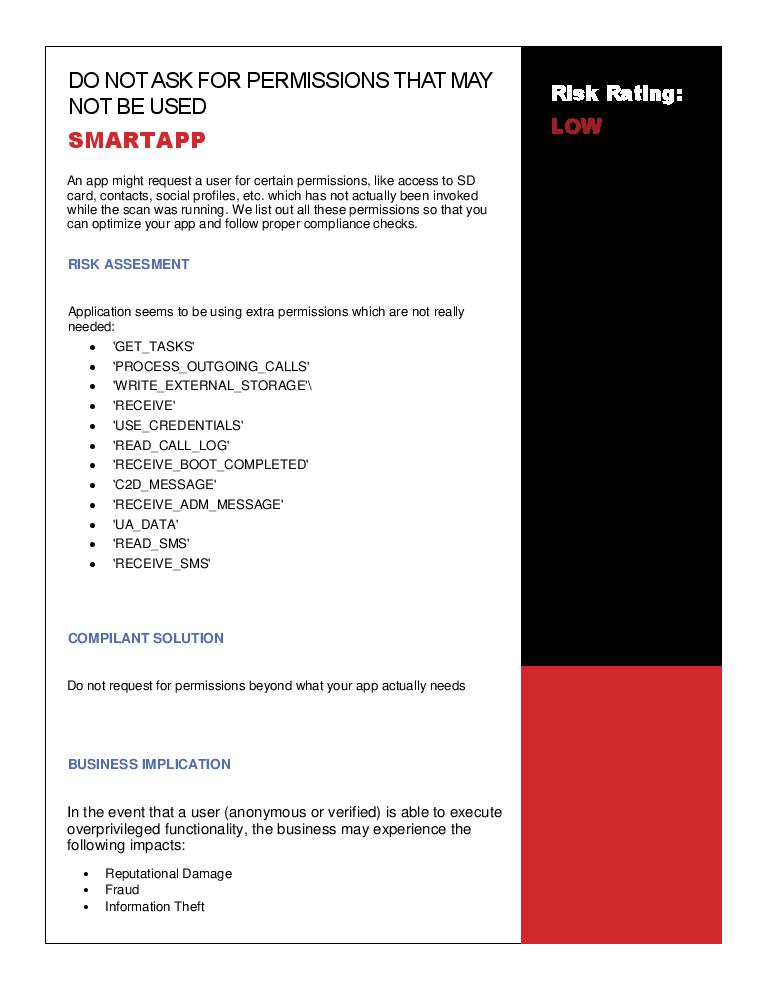 DO NOT ASK FOR PERMISSIONS THAT MAY
NOT BE USED
SMARTAPP
An app might request a user for certain permissions, like access to SD
card, contacts, social profiles, etc. which has not actually been invoked
while the scan was running. We list out all these permissions so that you
can optimize your app and follow proper compliance checks.
RISK ASSESMENT
Application seems to be using extra permissions which are not really
needed:
• 'GET_TASKS'
• 'PROCESS_OUTGOING_CALLS'
• 'WRITE_EXTERNAL_STORAGE'\
• 'RECEIVE'
• 'USE_CREDENTIALS'
• 'READ_CALL_LOG'
• 'RECEIVE_BOOT_COMPLETED'
• 'C2D_MESSAGE'
• 'RECEIVE_ADM_MESSAGE'
• 'UA_DATA'
• 'READ_SMS'
• 'RECEIVE_SMS'
COMPILANT SOLUTION
Do not request for permissions beyond what your app actually needs
BUSINESS IMPLICATION
In the event that a user (anonymous or verified) is able to execute
overprivileged functionality, the business may experience the
following impacts:
• Reputational Damage
• Fraud
• Information Theft
Risk Rating:
LOW